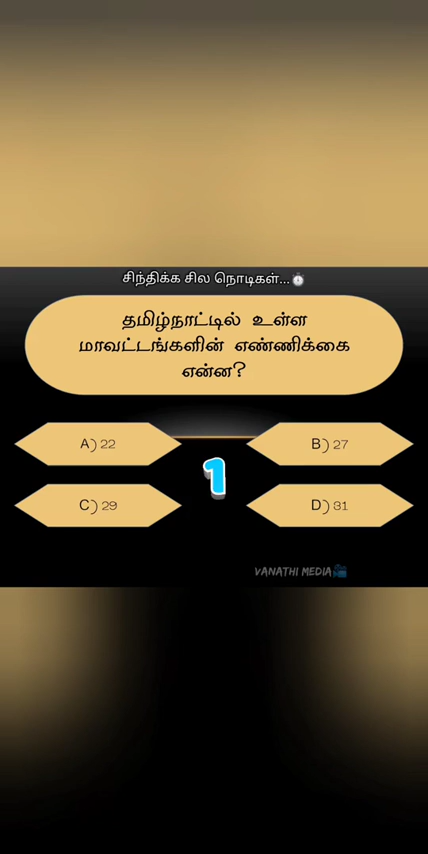 சிந்திக்க சில நொடிகள்...⏱️
தமிழ்நாட்டில் உள்ள
மாவட்டங்களின் எண்ணிக்கை
என்ன?
A) 22
B) 27
1
C) 29
D) 31
VANATHI MEDIA🎥